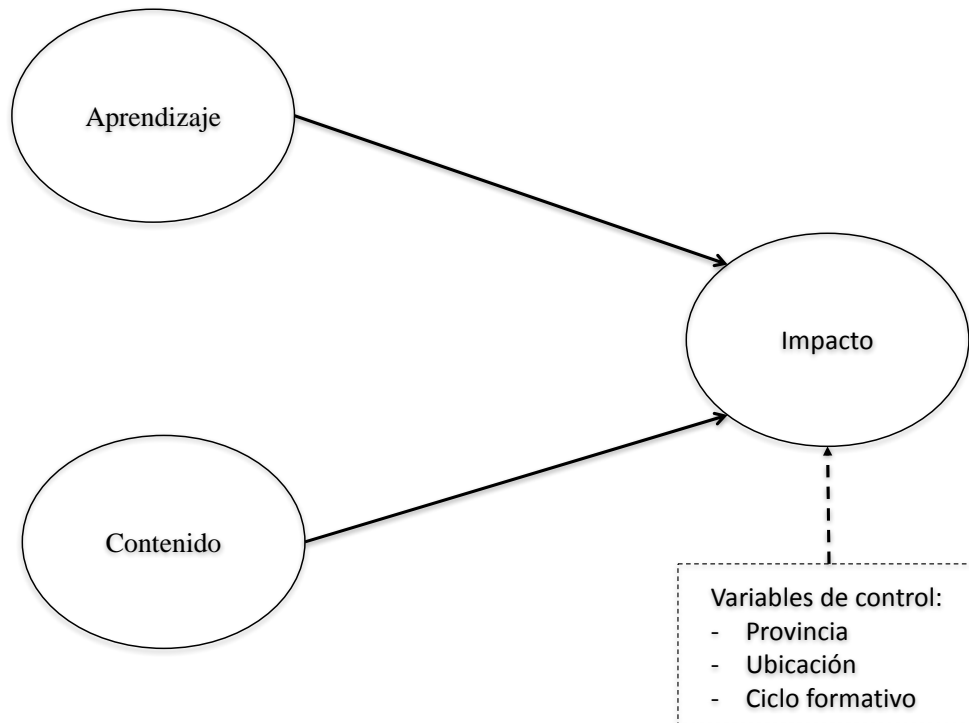 Aprendizaje
Impacto
Contenido
Variables de control:
- Provincia
- Ubicación
- Ciclo formativo